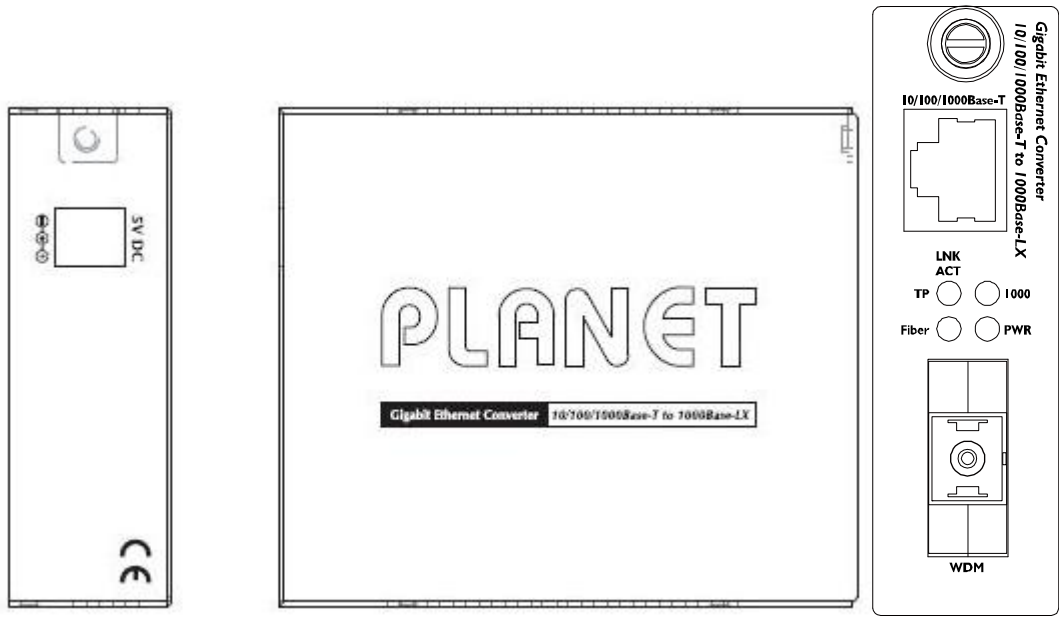 5V DC
CE
PLANET
Gigabit Ethernet Converter 10/100/1000Base-T to 1000Base-LX
Gigabit Ethernet Converter
10/100/1000Base-T to 1000Base-LX
10/100/1000Base-T
LNK
ACT
TP 1000
Fiber PWR
WDM